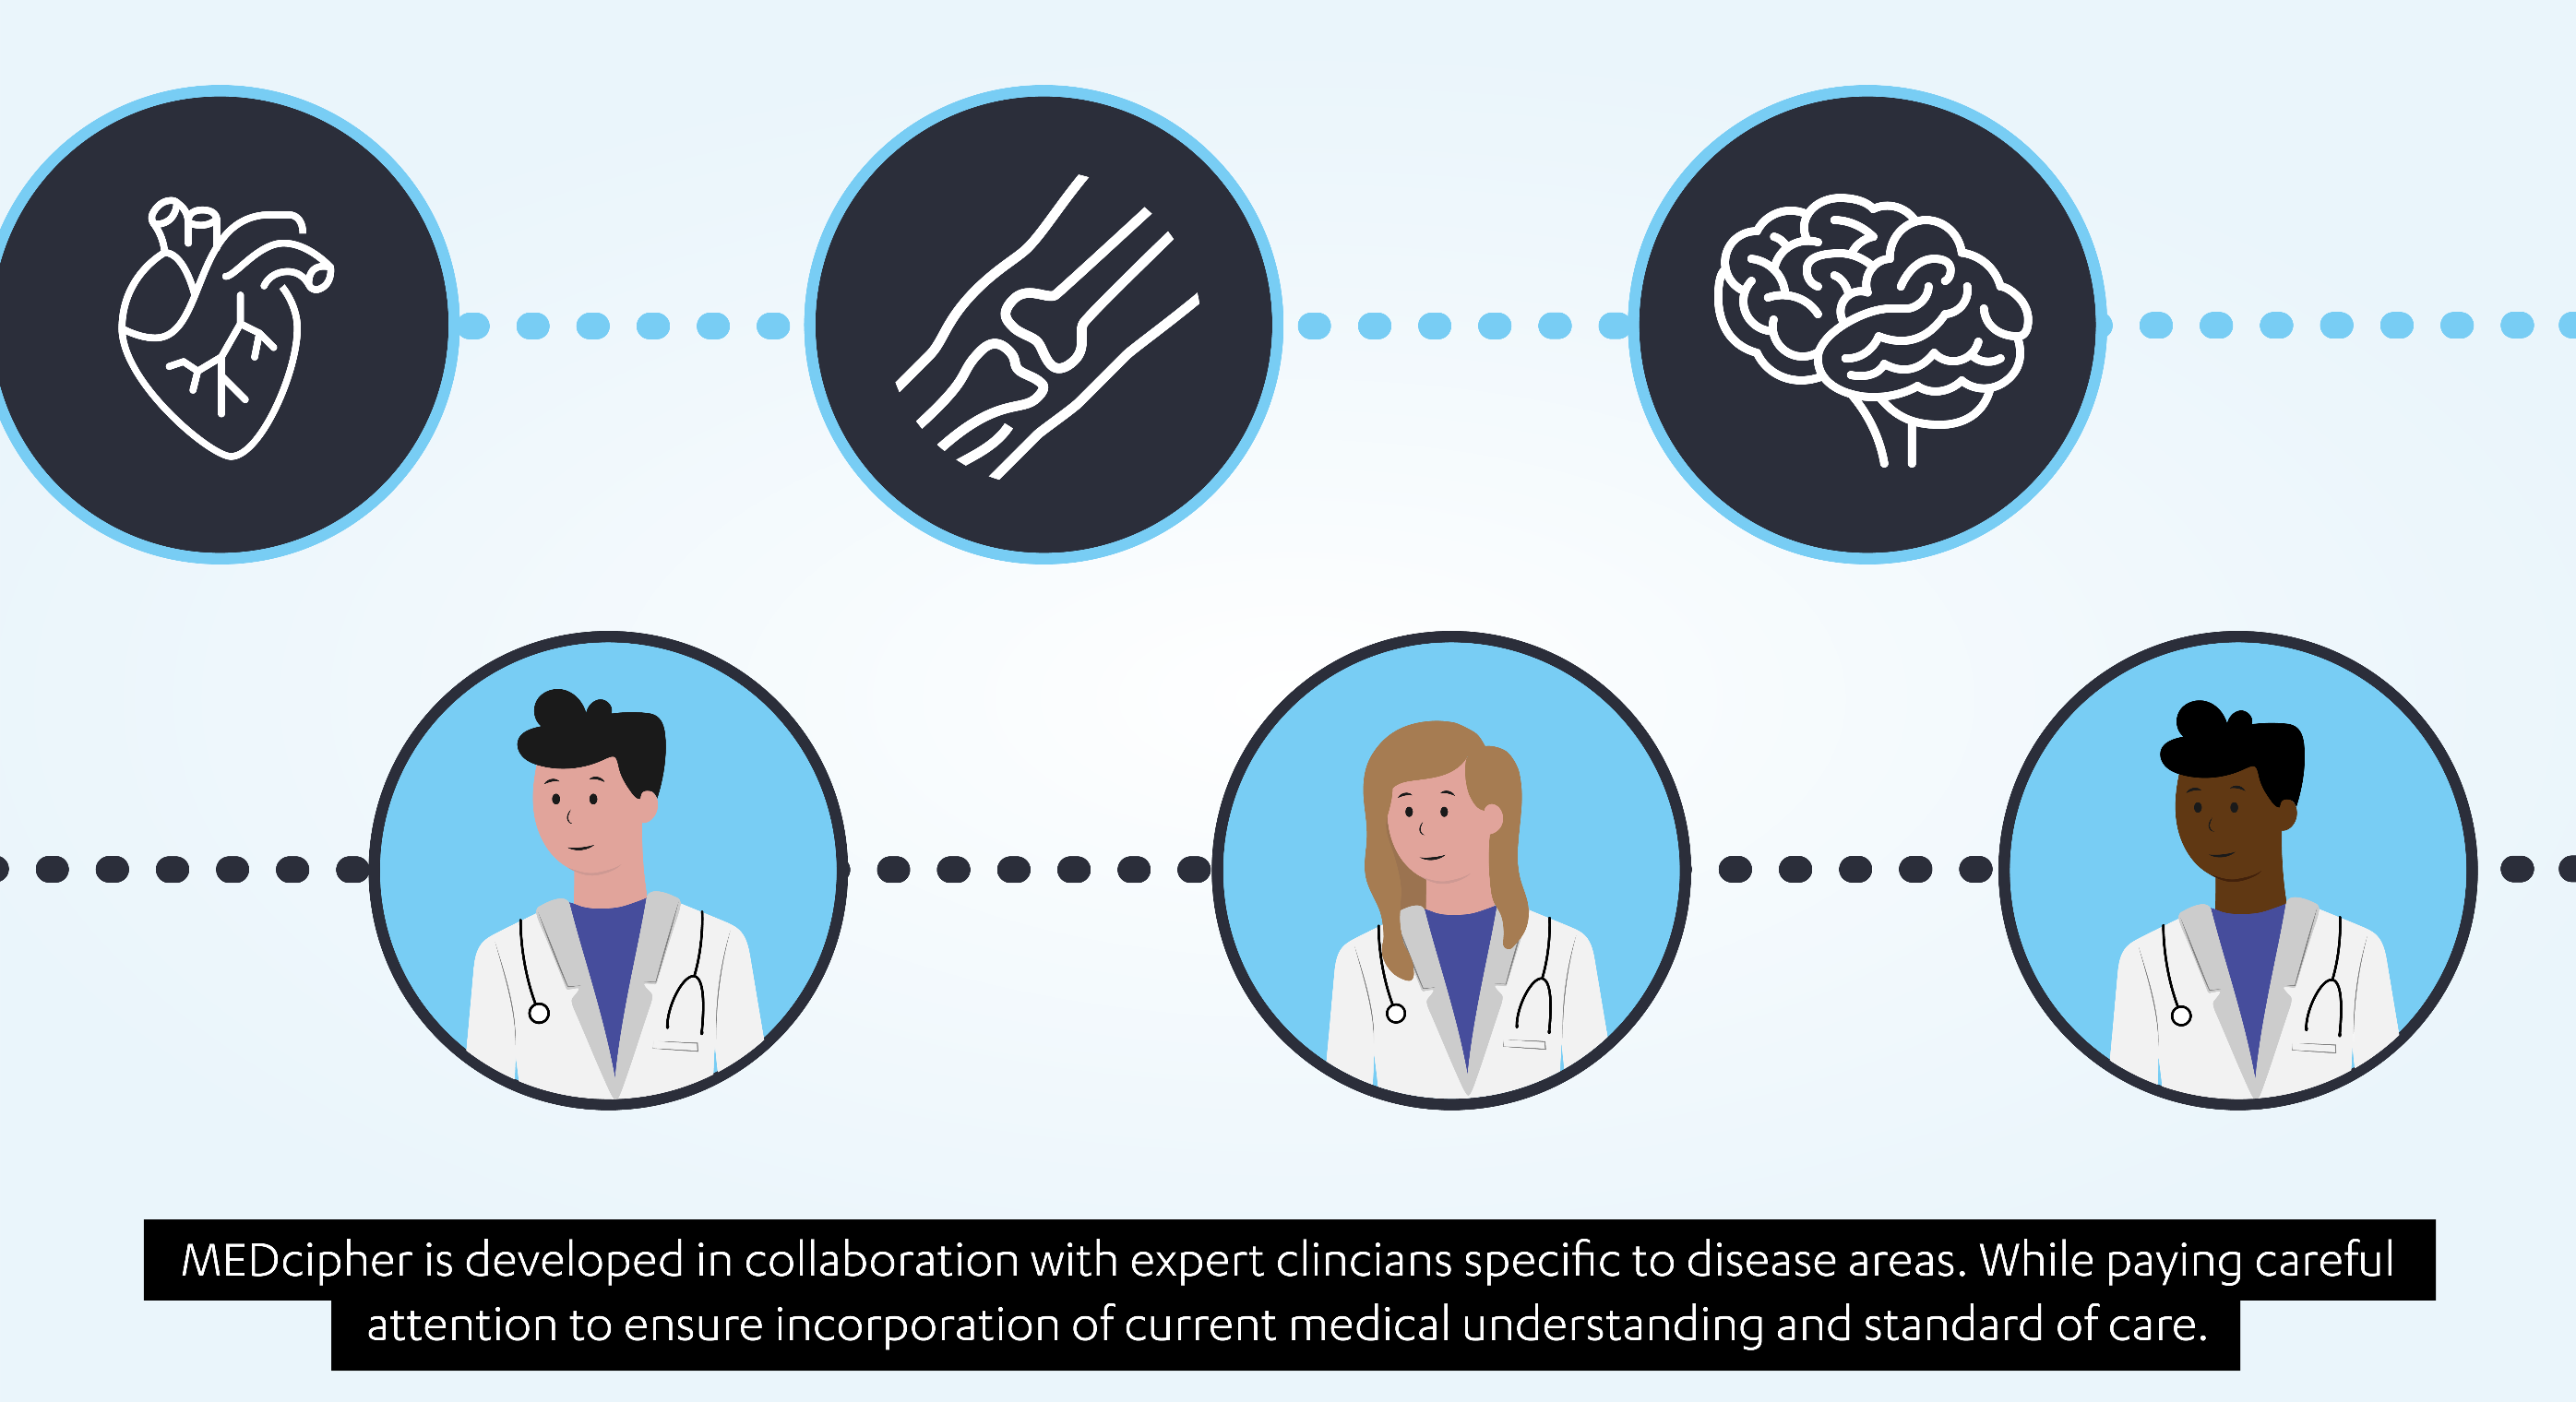 MEDcipher is developed in collaboration with expert clincians specific to disease areas. While paying careful
attention to ensure incorporation of current medical understanding and standard of care.